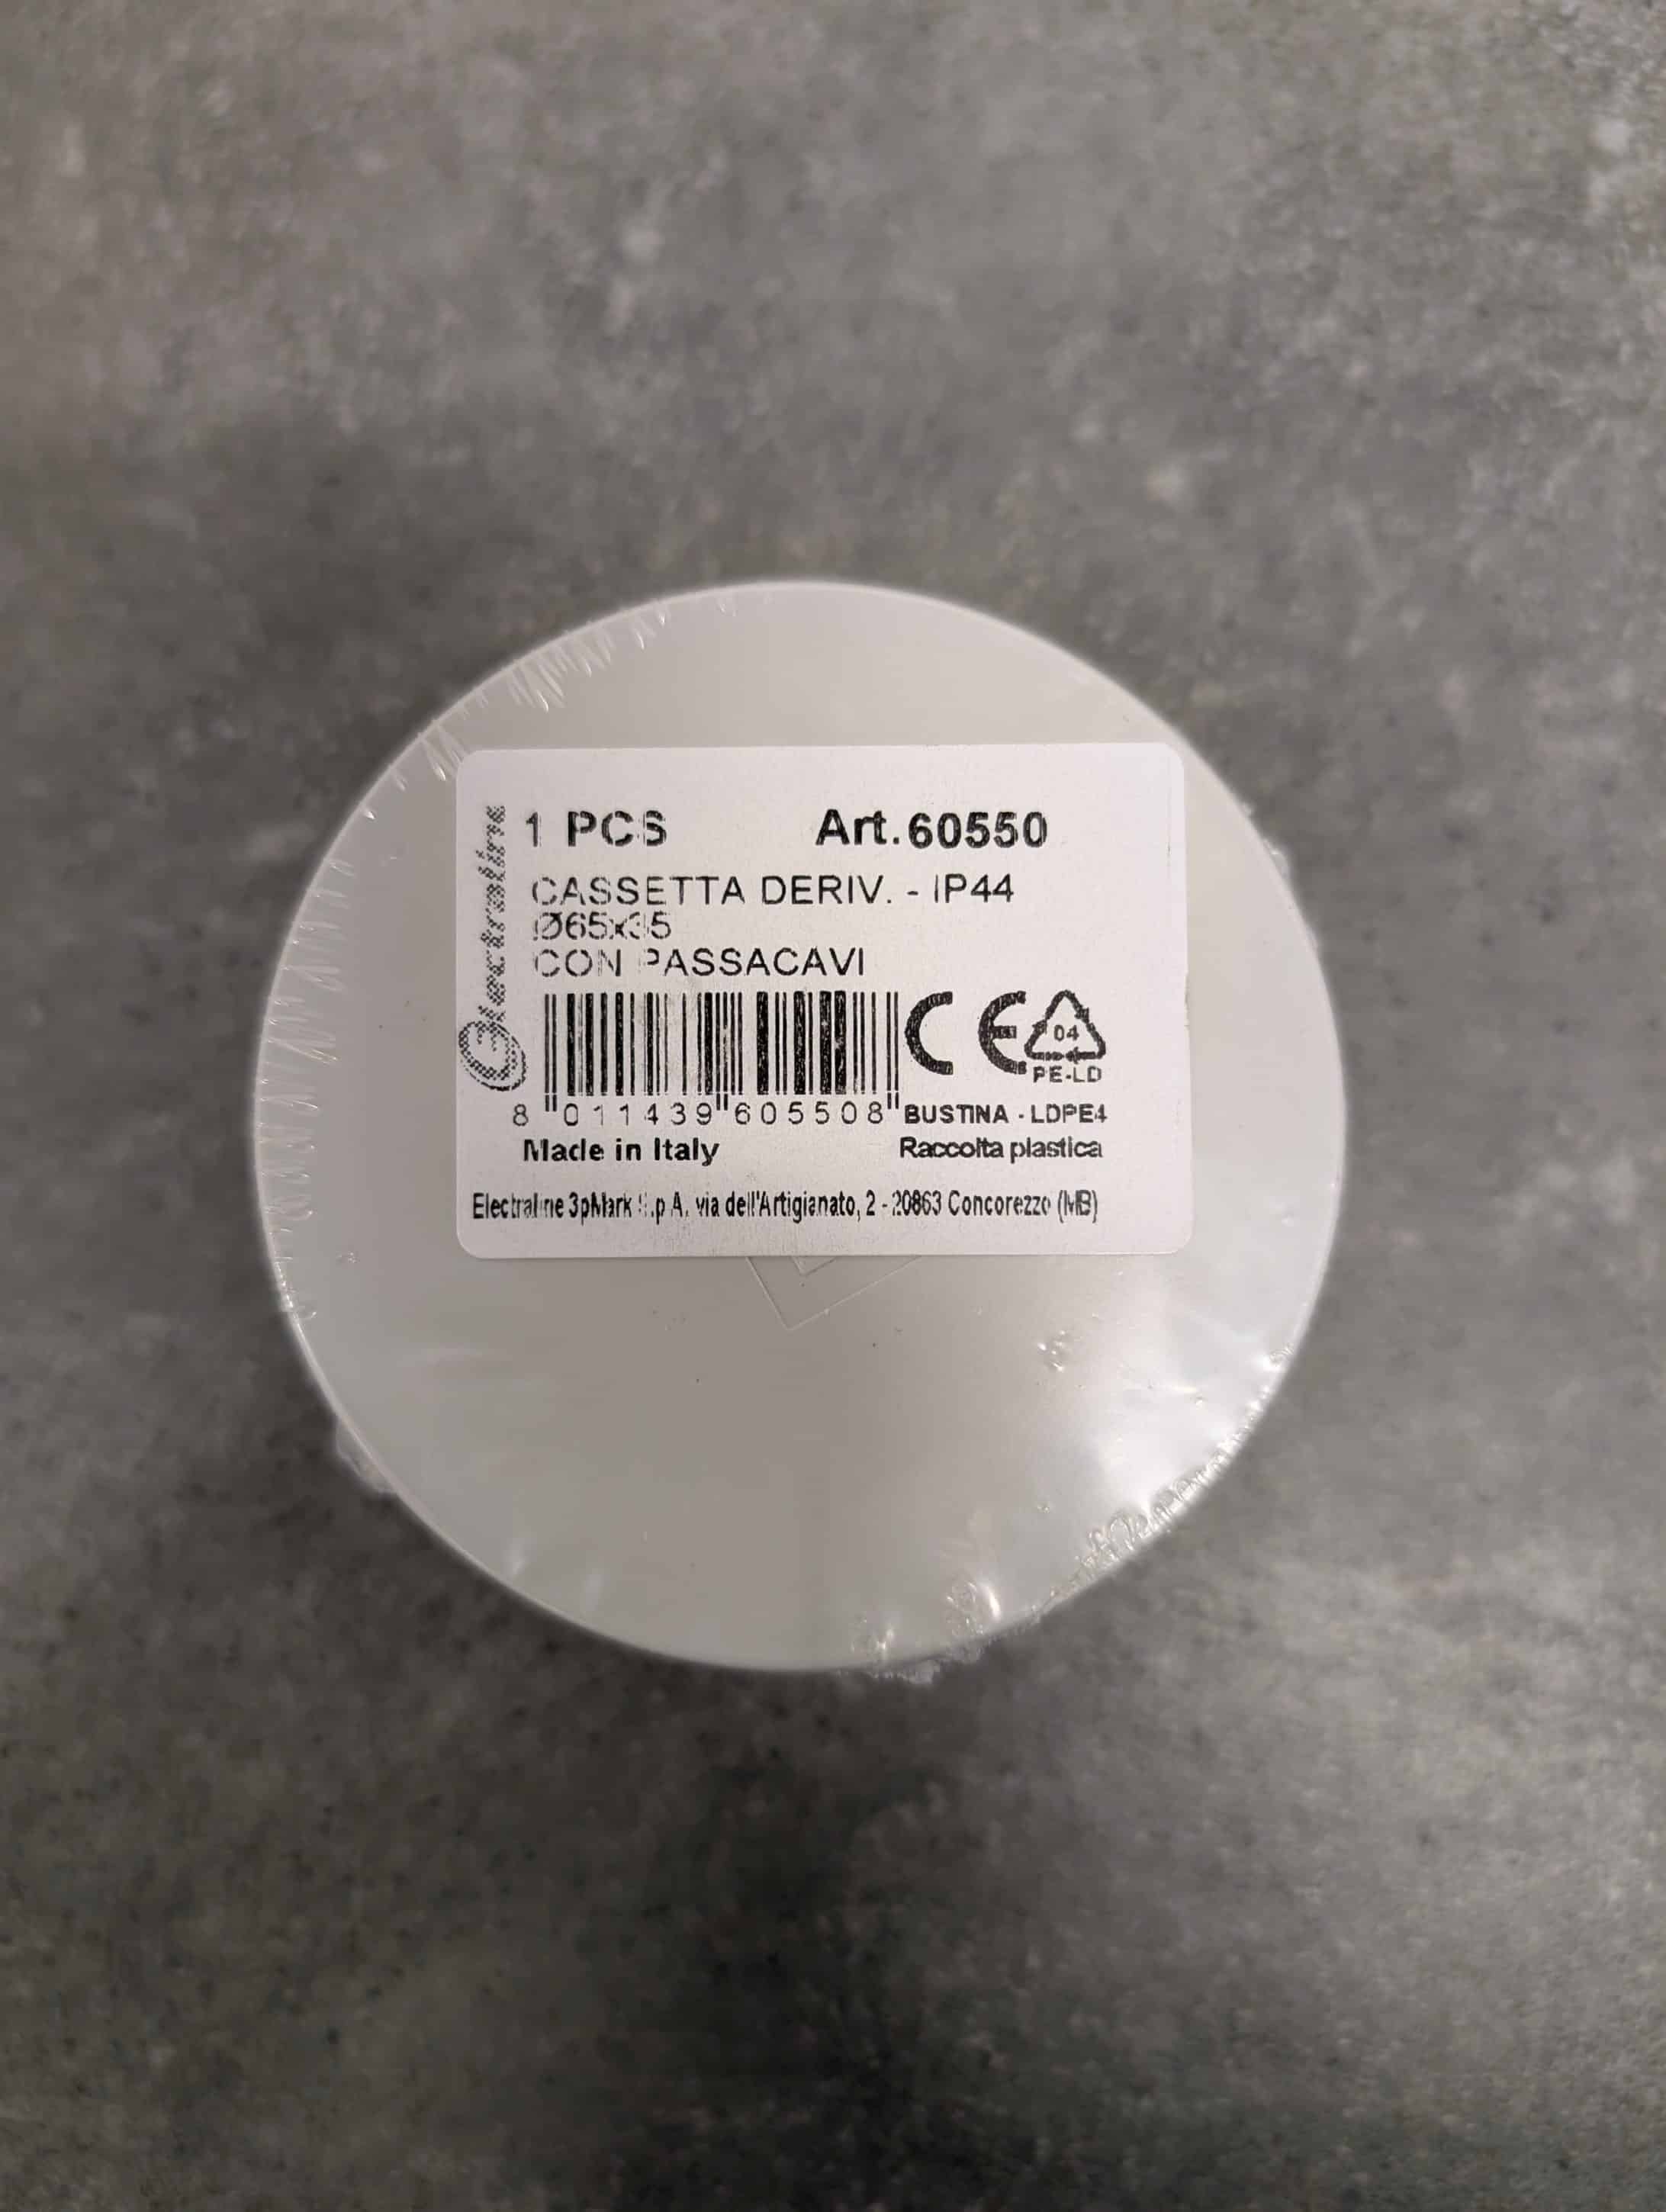 Electraline
1 PCS Art.60550
CASSETTA DERIV. - IP44
Ø65x35
CON PASSACAVI
CE
04
PE-LD
8 011439 605508
BUSTINA - LDPE4
Made in Italy Raccolta plastica
Electraline 3pMark S.p.A. via dell'Artigianato, 2 - 20863 Concorezzo (MB)